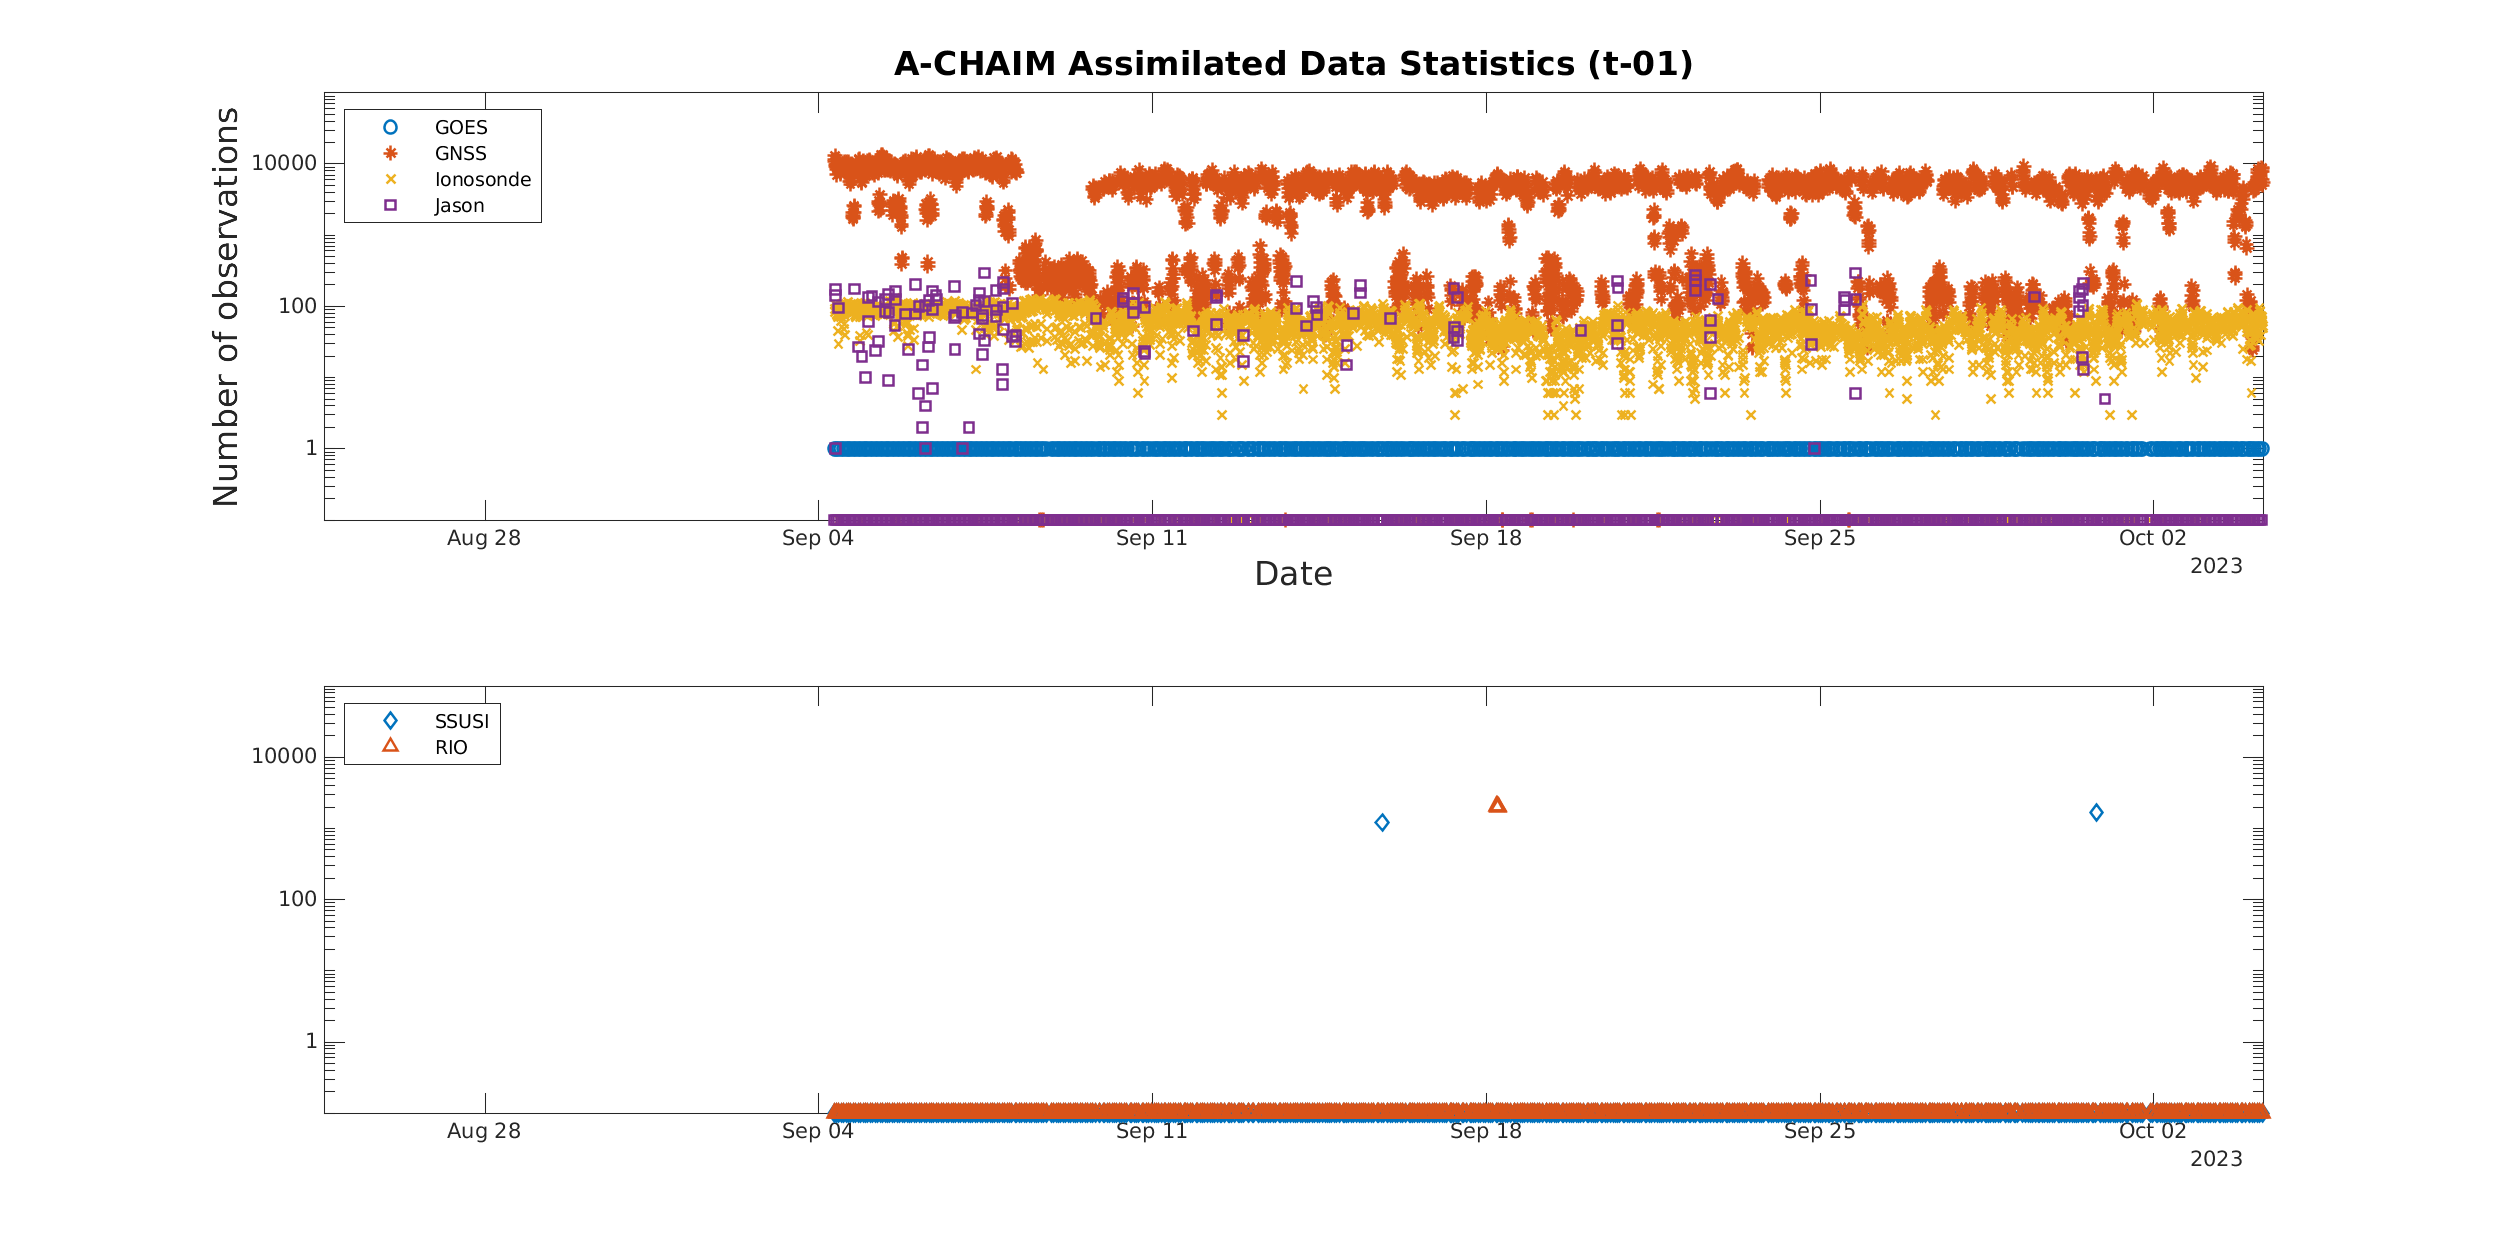 A-CHAIM Assimilated Data Statistics (t-01)
Number of observations
10000
100
1
GOES
GNSS
Ionosonde
Jason
Aug 28
Sep 04
Sep 11
Sep 18
Sep 25
Oct 02
2023
Date
10000
100
1
SSUSI
RIO
Aug 28
Sep 04
Sep 11
Sep 18
Sep 25
Oct 02
2023